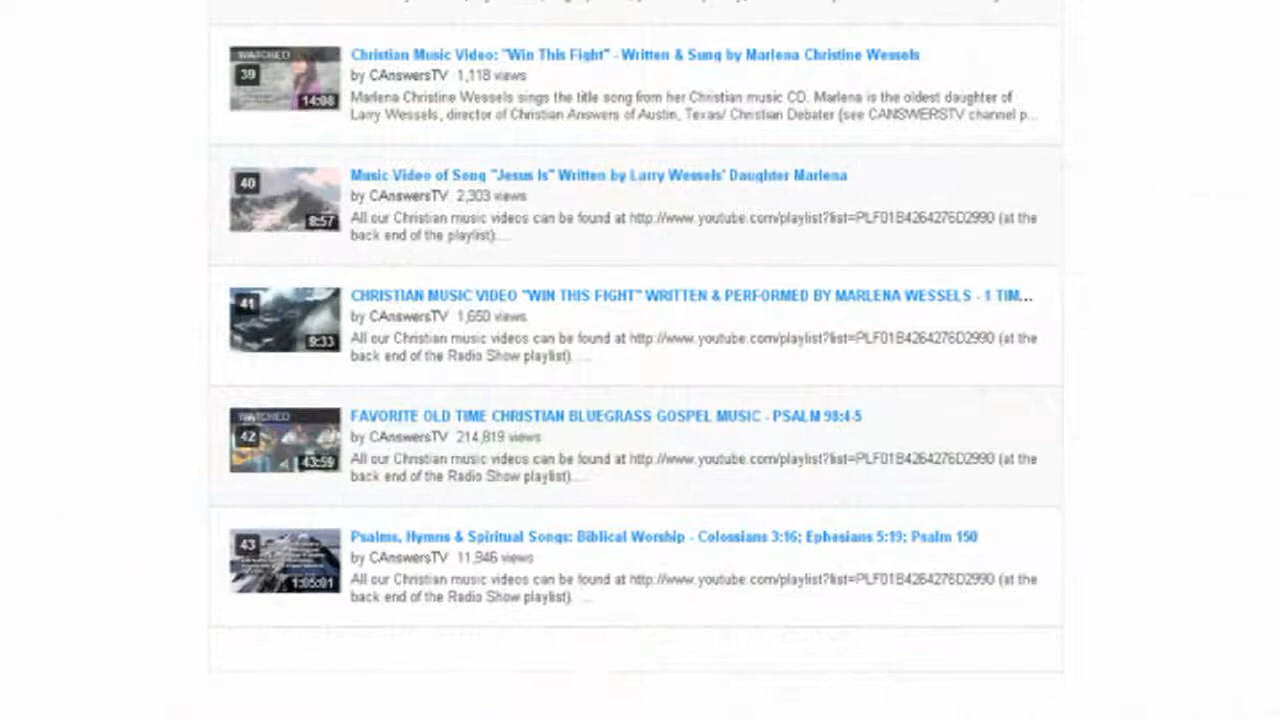 WATCHED
39
14:08
Christian Music Video: "Win This Fight" - Written & Sung by Marlena Christine Wessels
by CAnswersTV 1,118 views
Marlena Christine Wessels sings the title song from her Christian music CD. Marlena is the oldest daughter of
Larry Wessels, director of Christian Answers of Austin, Texas/ Christian Debater (see CANSWERSTV channel p...
40
8:57
Music Video of Song "Jesus Is" Written by Larry Wessels' Daughter Marlena
by CAnswersTV 2,303 views
All our Christian music videos can be found at http://www.youtube.com/playlist?list=PLF01B4264276D2990 (at the
back end of the playlist)....
41
9:33
CHRISTIAN MUSIC VIDEO "WIN THIS FIGHT" WRITTEN & PERFORMED BY MARLENA WESSELS - 1 TIM...
by CAnswersTV 1,650 views
All our Christian music videos can be found at http://www.youtube.com/playlist?list=PLF01B4264276D2990 (at the
back end of the Radio Show playlist). ...
WATCHED
42
43:59
FAVORITE OLD TIME CHRISTIAN BLUEGRASS GOSPEL MUSIC - PSALM 98:4-5
by CAnswersTV 214,819 views
All our Christian music videos can be found at http://www.youtube.com/playlist?list=PLF01B4264276D2990 (at the
back end of the Radio Show playlist)....
43
1:05:01
Psalms, Hymns & Spiritual Songs: Biblical Worship - Colossians 3:16; Ephesians 5:19; Psalm 150
by CAnswersTV 11,946 views
All our Christian music videos can be found at http://www.youtube.com/playlist?list=PLF01B4264276D2990 (at the
back end of the Radio Show playlist). ...